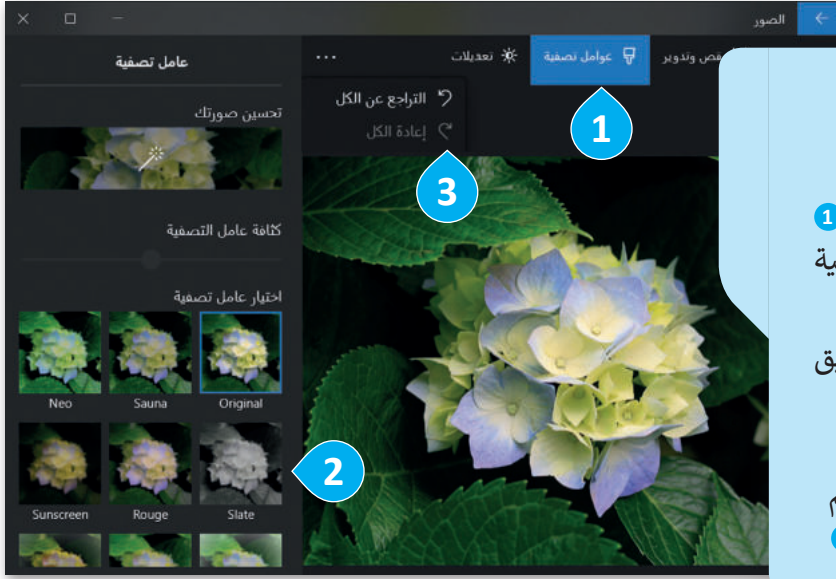 الصور
قص وتدوير
عوامل تصفية
تعديلات
التراجع عن الكل
إعادة الكل
1
3
2
عامل تصفية
تحسين صورتك
كثافة عامل التصفية
اختيار عامل تصفية
Original
Sauna
Neo
Slate
Rouge
Sunscreen
1